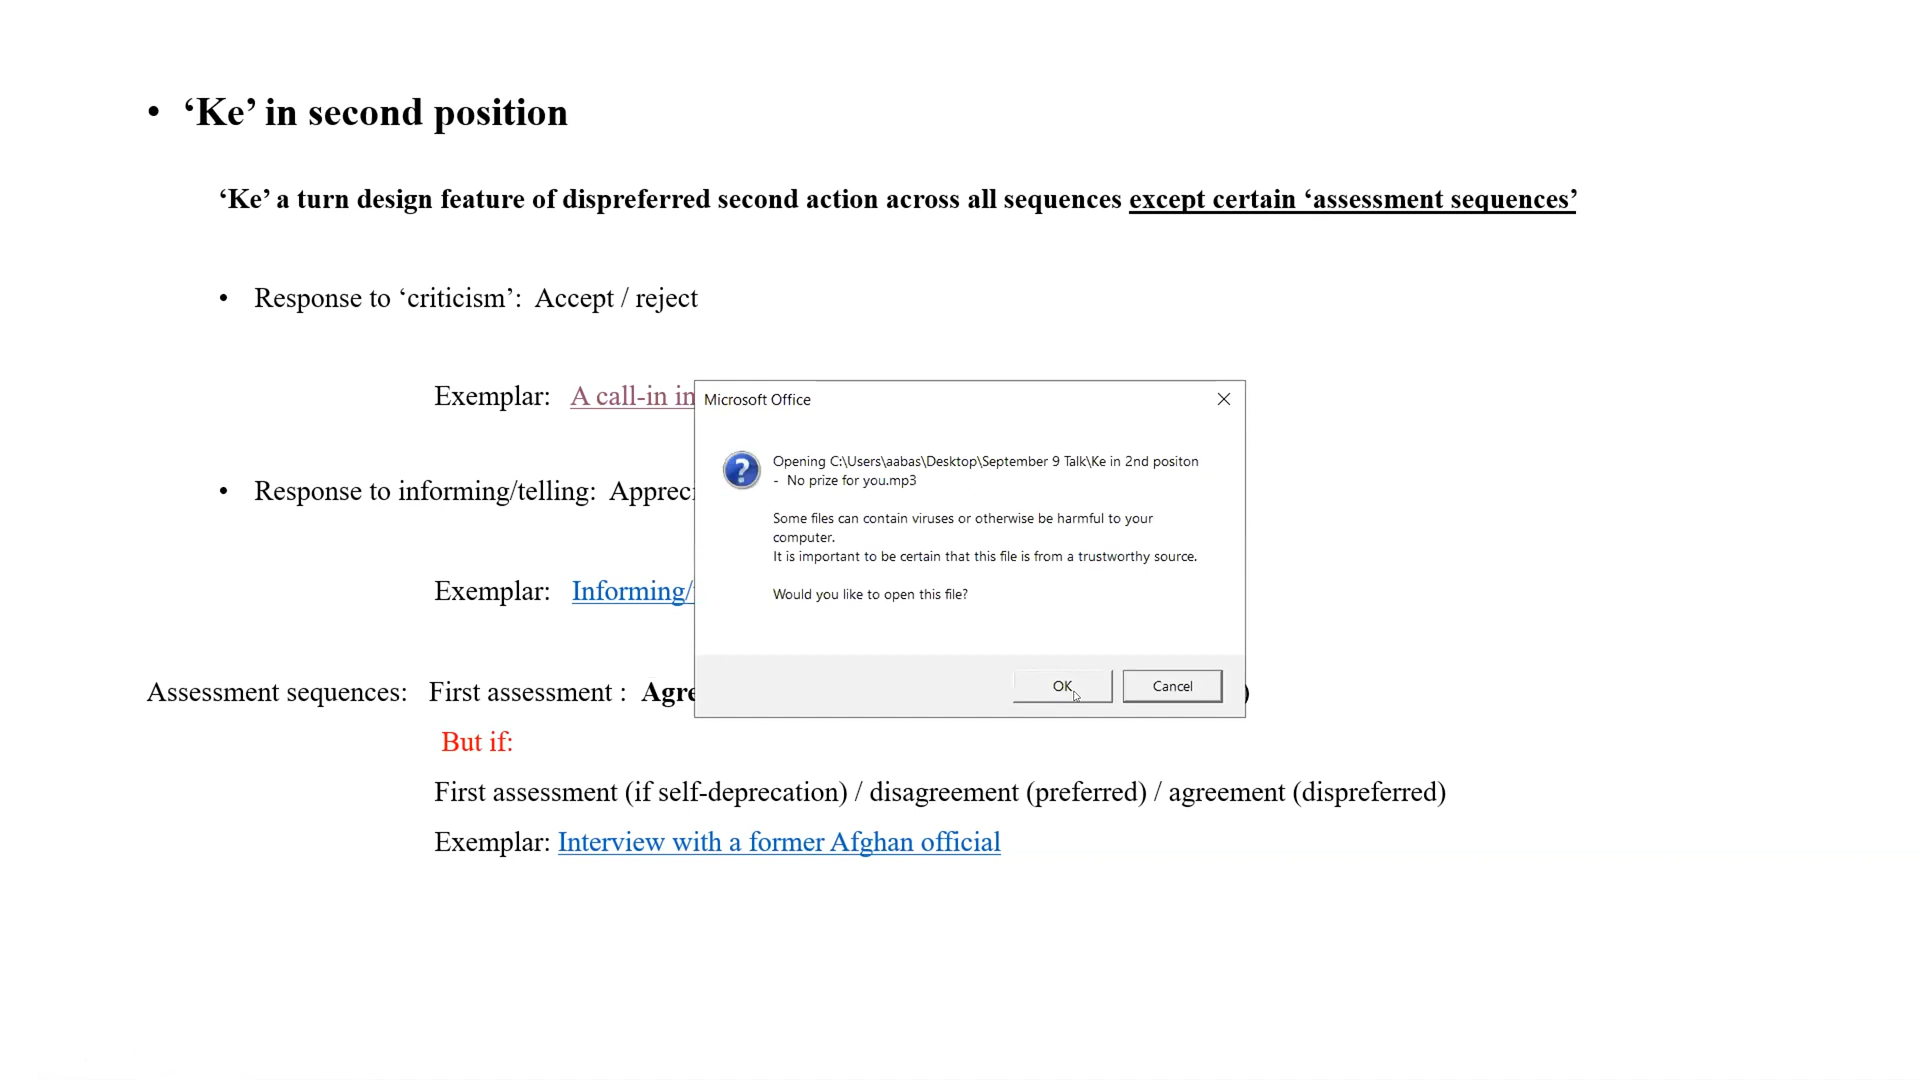 • ‘Ke’ in second position
‘Ke’ a turn design feature of dispreferred second action across all sequences except certain ‘assessment sequences’
• Response to ‘criticism’: Accept / reject
Exemplar: A call-in in
Microsoft Office
Opening C:\Users\aabas\Desktop\September 9 Talk\Ke in 2nd positon
- No prize for you.mp3
• Response to informing/telling: Appreci
Some files can contain viruses or otherwise be harmful to your
computer.
It is important to be certain that this file is from a trustworthy source.
Would you like to open this file?
Exemplar: Informing/
OK
Cancel
Assessment sequences: First assessment : Agre )
But if:
First assessment (if self-deprecation) / disagreement (preferred) / agreement (dispreferred)
Exemplar: Interview with a former Afghan official